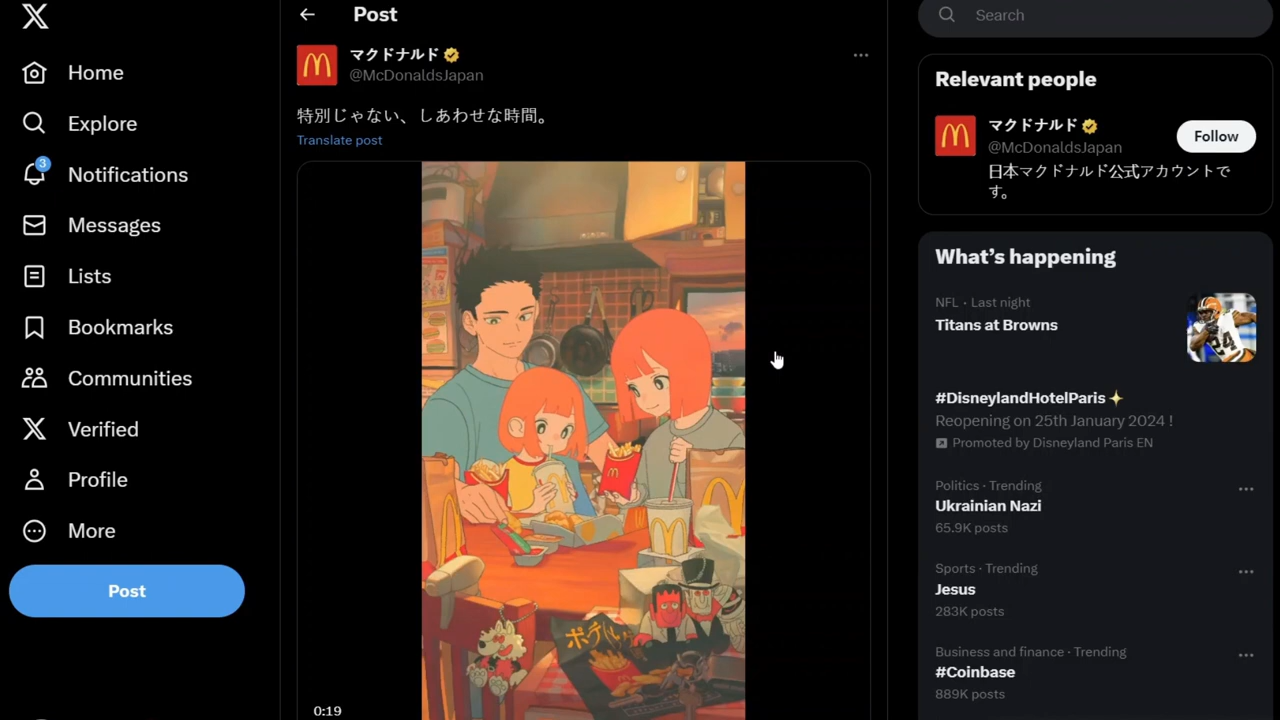 Home
Explore
3
Notifications
Messages
Lists
Bookmarks
Communities
Verified
Profile
More
Post
Post
マクドナルド
@McDonaldsJapan
特別じゃない、しあわせな時間。
Translate post
ポテト
0:19
Search
Relevant people
マクドナルド
@McDonaldsJapan
Follow
日本マクドナルド公式アカウントで
す。
What's happening
NFL · Last night
Titans at Browns
24
#DisneylandHotelParis
Reopening on 25th January 2024 !
Promoted by Disneyland Paris EN
Politics · Trending
Ukrainian Nazi
65.9K posts
Sports · Trending
Jesus
283K posts
Business and finance · Trending
#Coinbase
889K posts